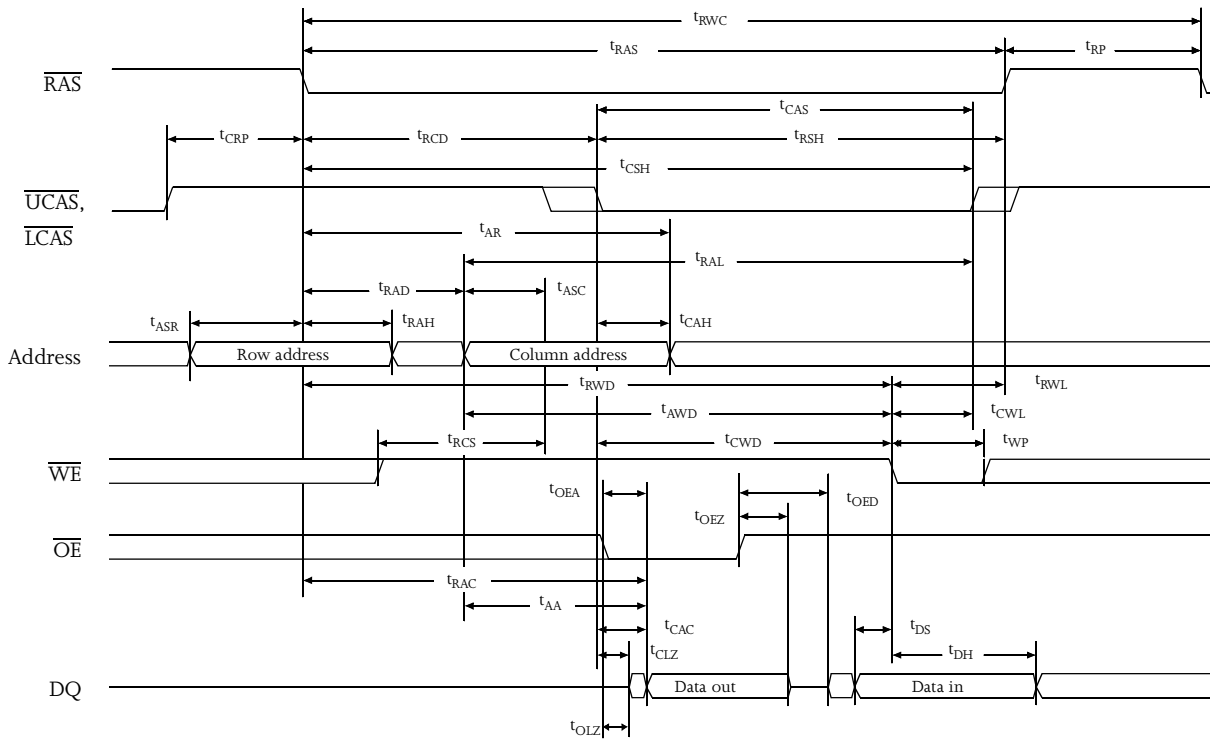 tRWC
tRAS tRP
RAS
tCAS
tCRP tRCD tRSH
tCSH
UCAS,
LCAS
tAR
tRAL
tRAD tASC
tASR tRAH tCAH
Address Row address Column address
tRWD tRWL
tAWD tCWL
tRCS tCWD tWP
WE
tOEA tOED
tOEZ
OE
tRAC
tAA
tCAC tDS
tCLZ tDH
DQ Data out Data in
tOLZ